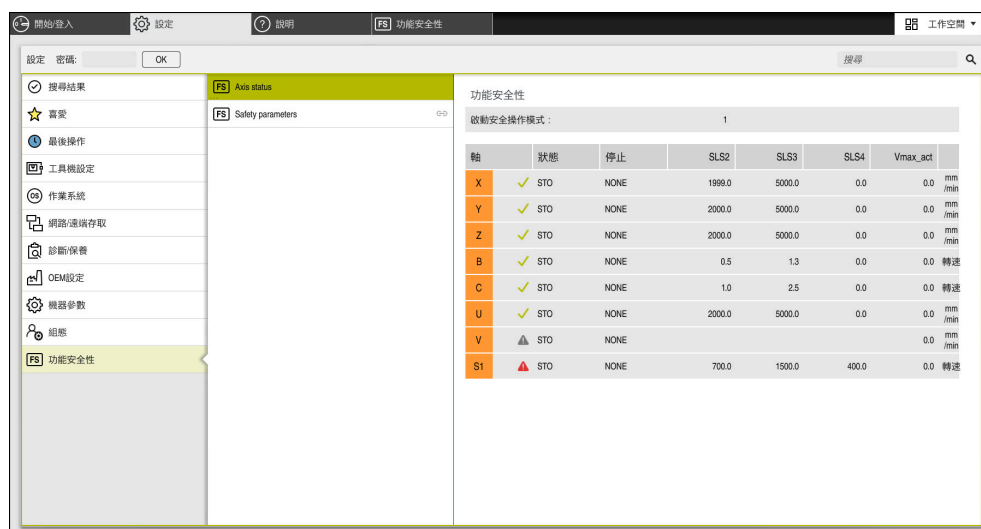 開始/登入 設定 說明 FS 功能安全性 工作空間
設定 密碼: OK 搜尋
搜尋結果
喜愛
最後操作
工具機設定
OS 作業系統
網路/遠端存取
診斷/保養
OEM設定
機器參數
組態
FS 功能安全性
FS Axis status
FS Safety parameters
功能安全性
啟動安全操作模式: 1
軸 狀態 停止 SLS2 SLS3 SLS4 Vmax_act
X STO NONE 1999.0 5000.0 0.0 0.0 mm/min
Y STO NONE 2000.0 5000.0 0.0 0.0 mm/min
Z STO NONE 2000.0 5000.0 0.0 0.0 mm/min
B STO NONE 0.5 1.3 0.0 0.0 轉速
C STO NONE 1.0 2.5 0.0 0.0 轉速
U STO NONE 2000.0 5000.0 0.0 0.0 mm/min
V STO NONE 0.0 mm/min
S1 STO NONE 700.0 1500.0 400.0 0.0 轉速